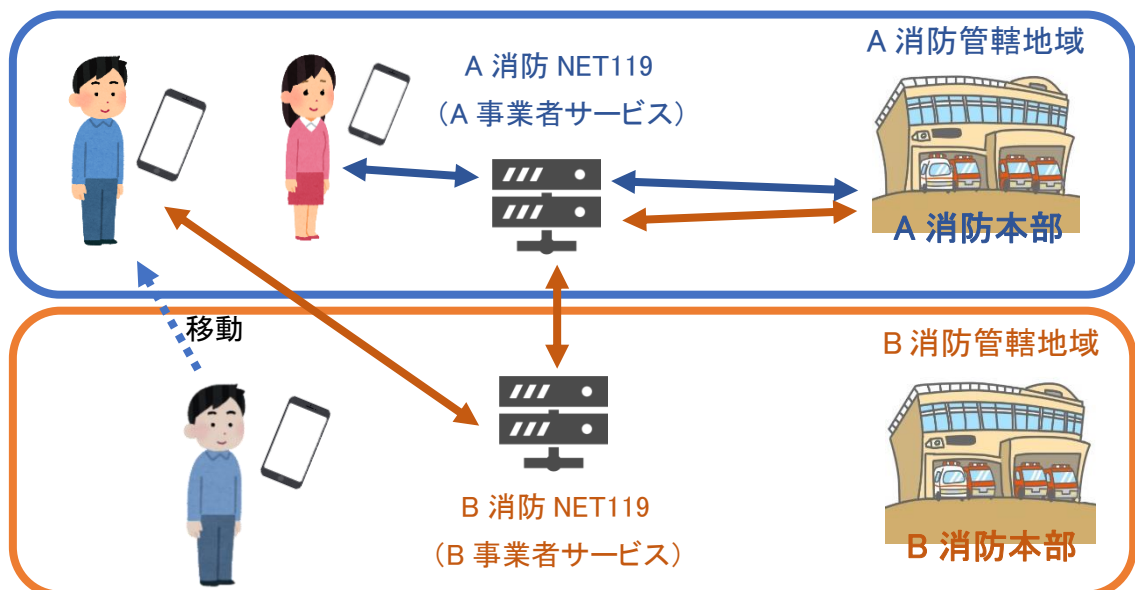 A 消防管轄地域
A 消防 NET119
（A 事業者サービス）
A 消防本部
移動
B 消防管轄地域
B 消防 NET119
（B 事業者サービス）
B 消防本部